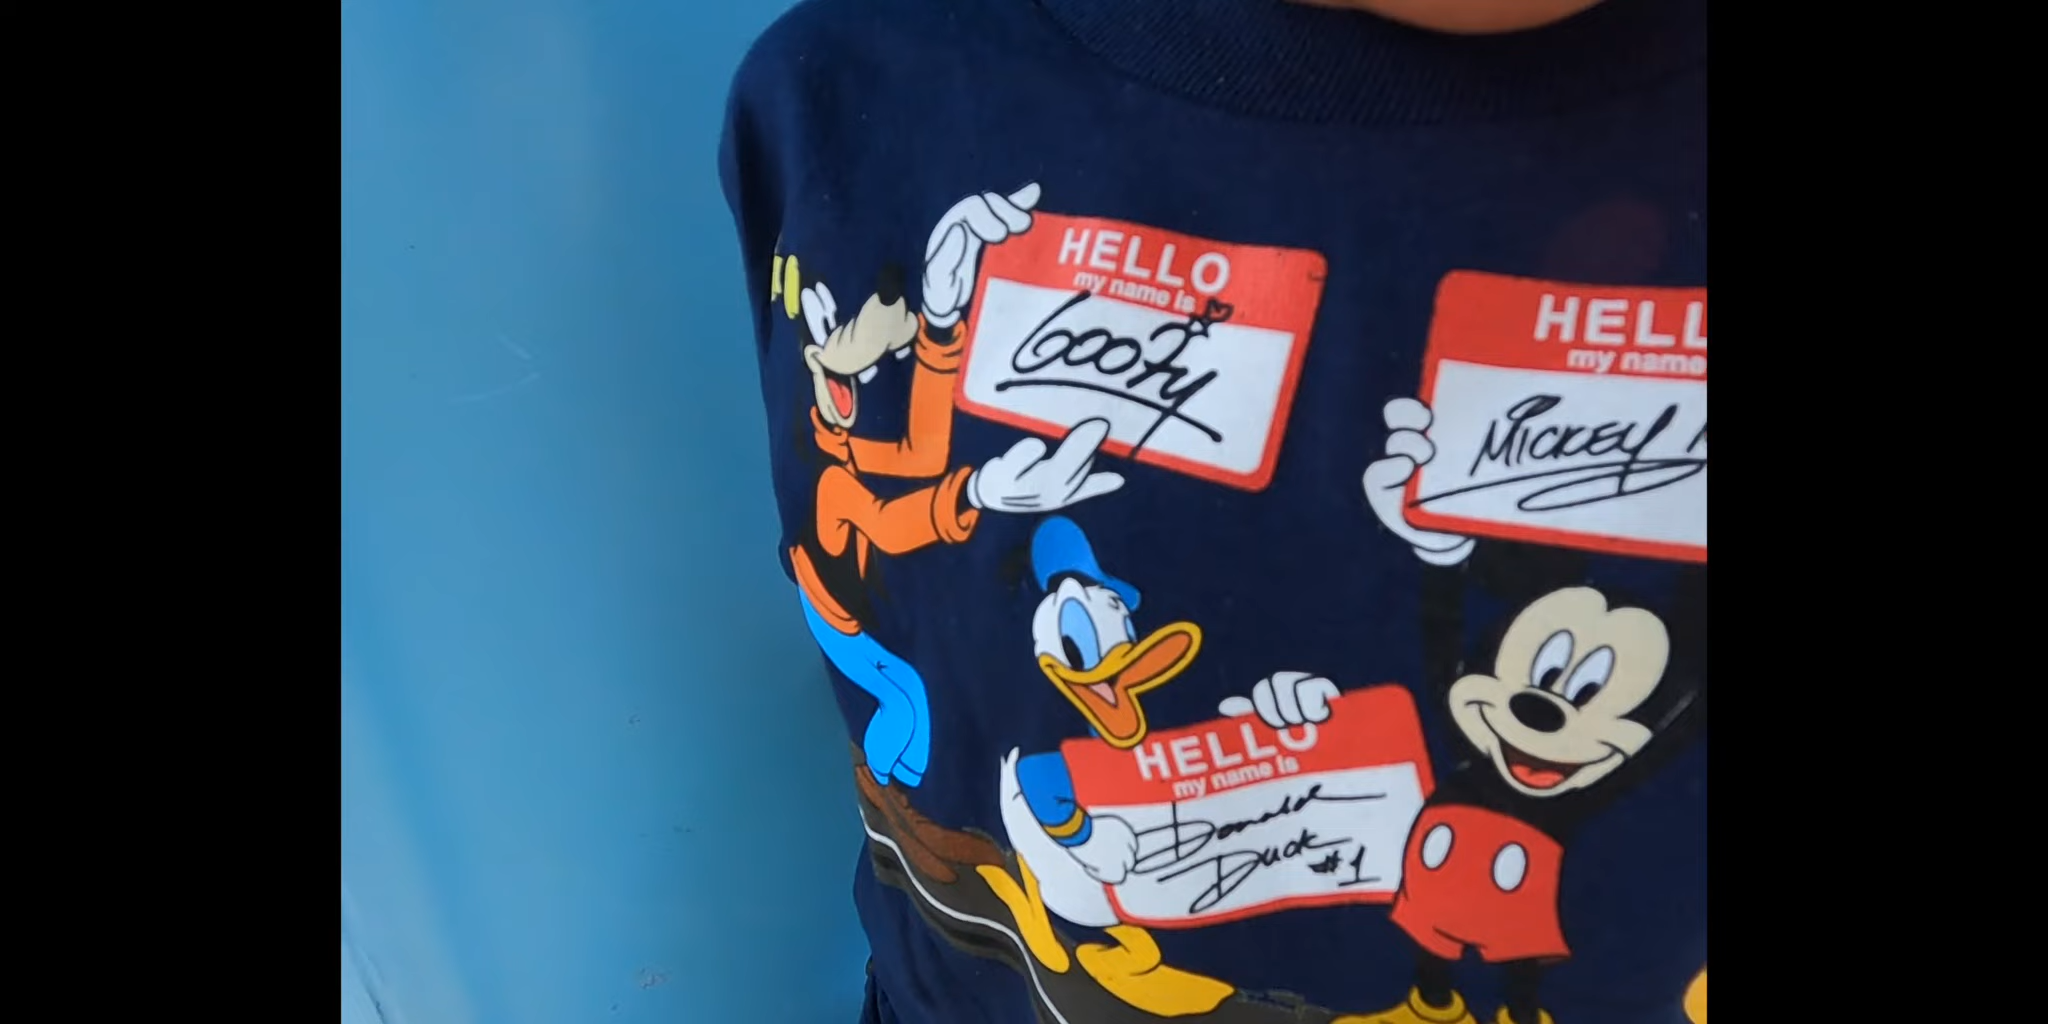 HELLO
my name is
Goofy
HELL
my name
Mickey
HELLO
my name is
Donald
Duck
#1